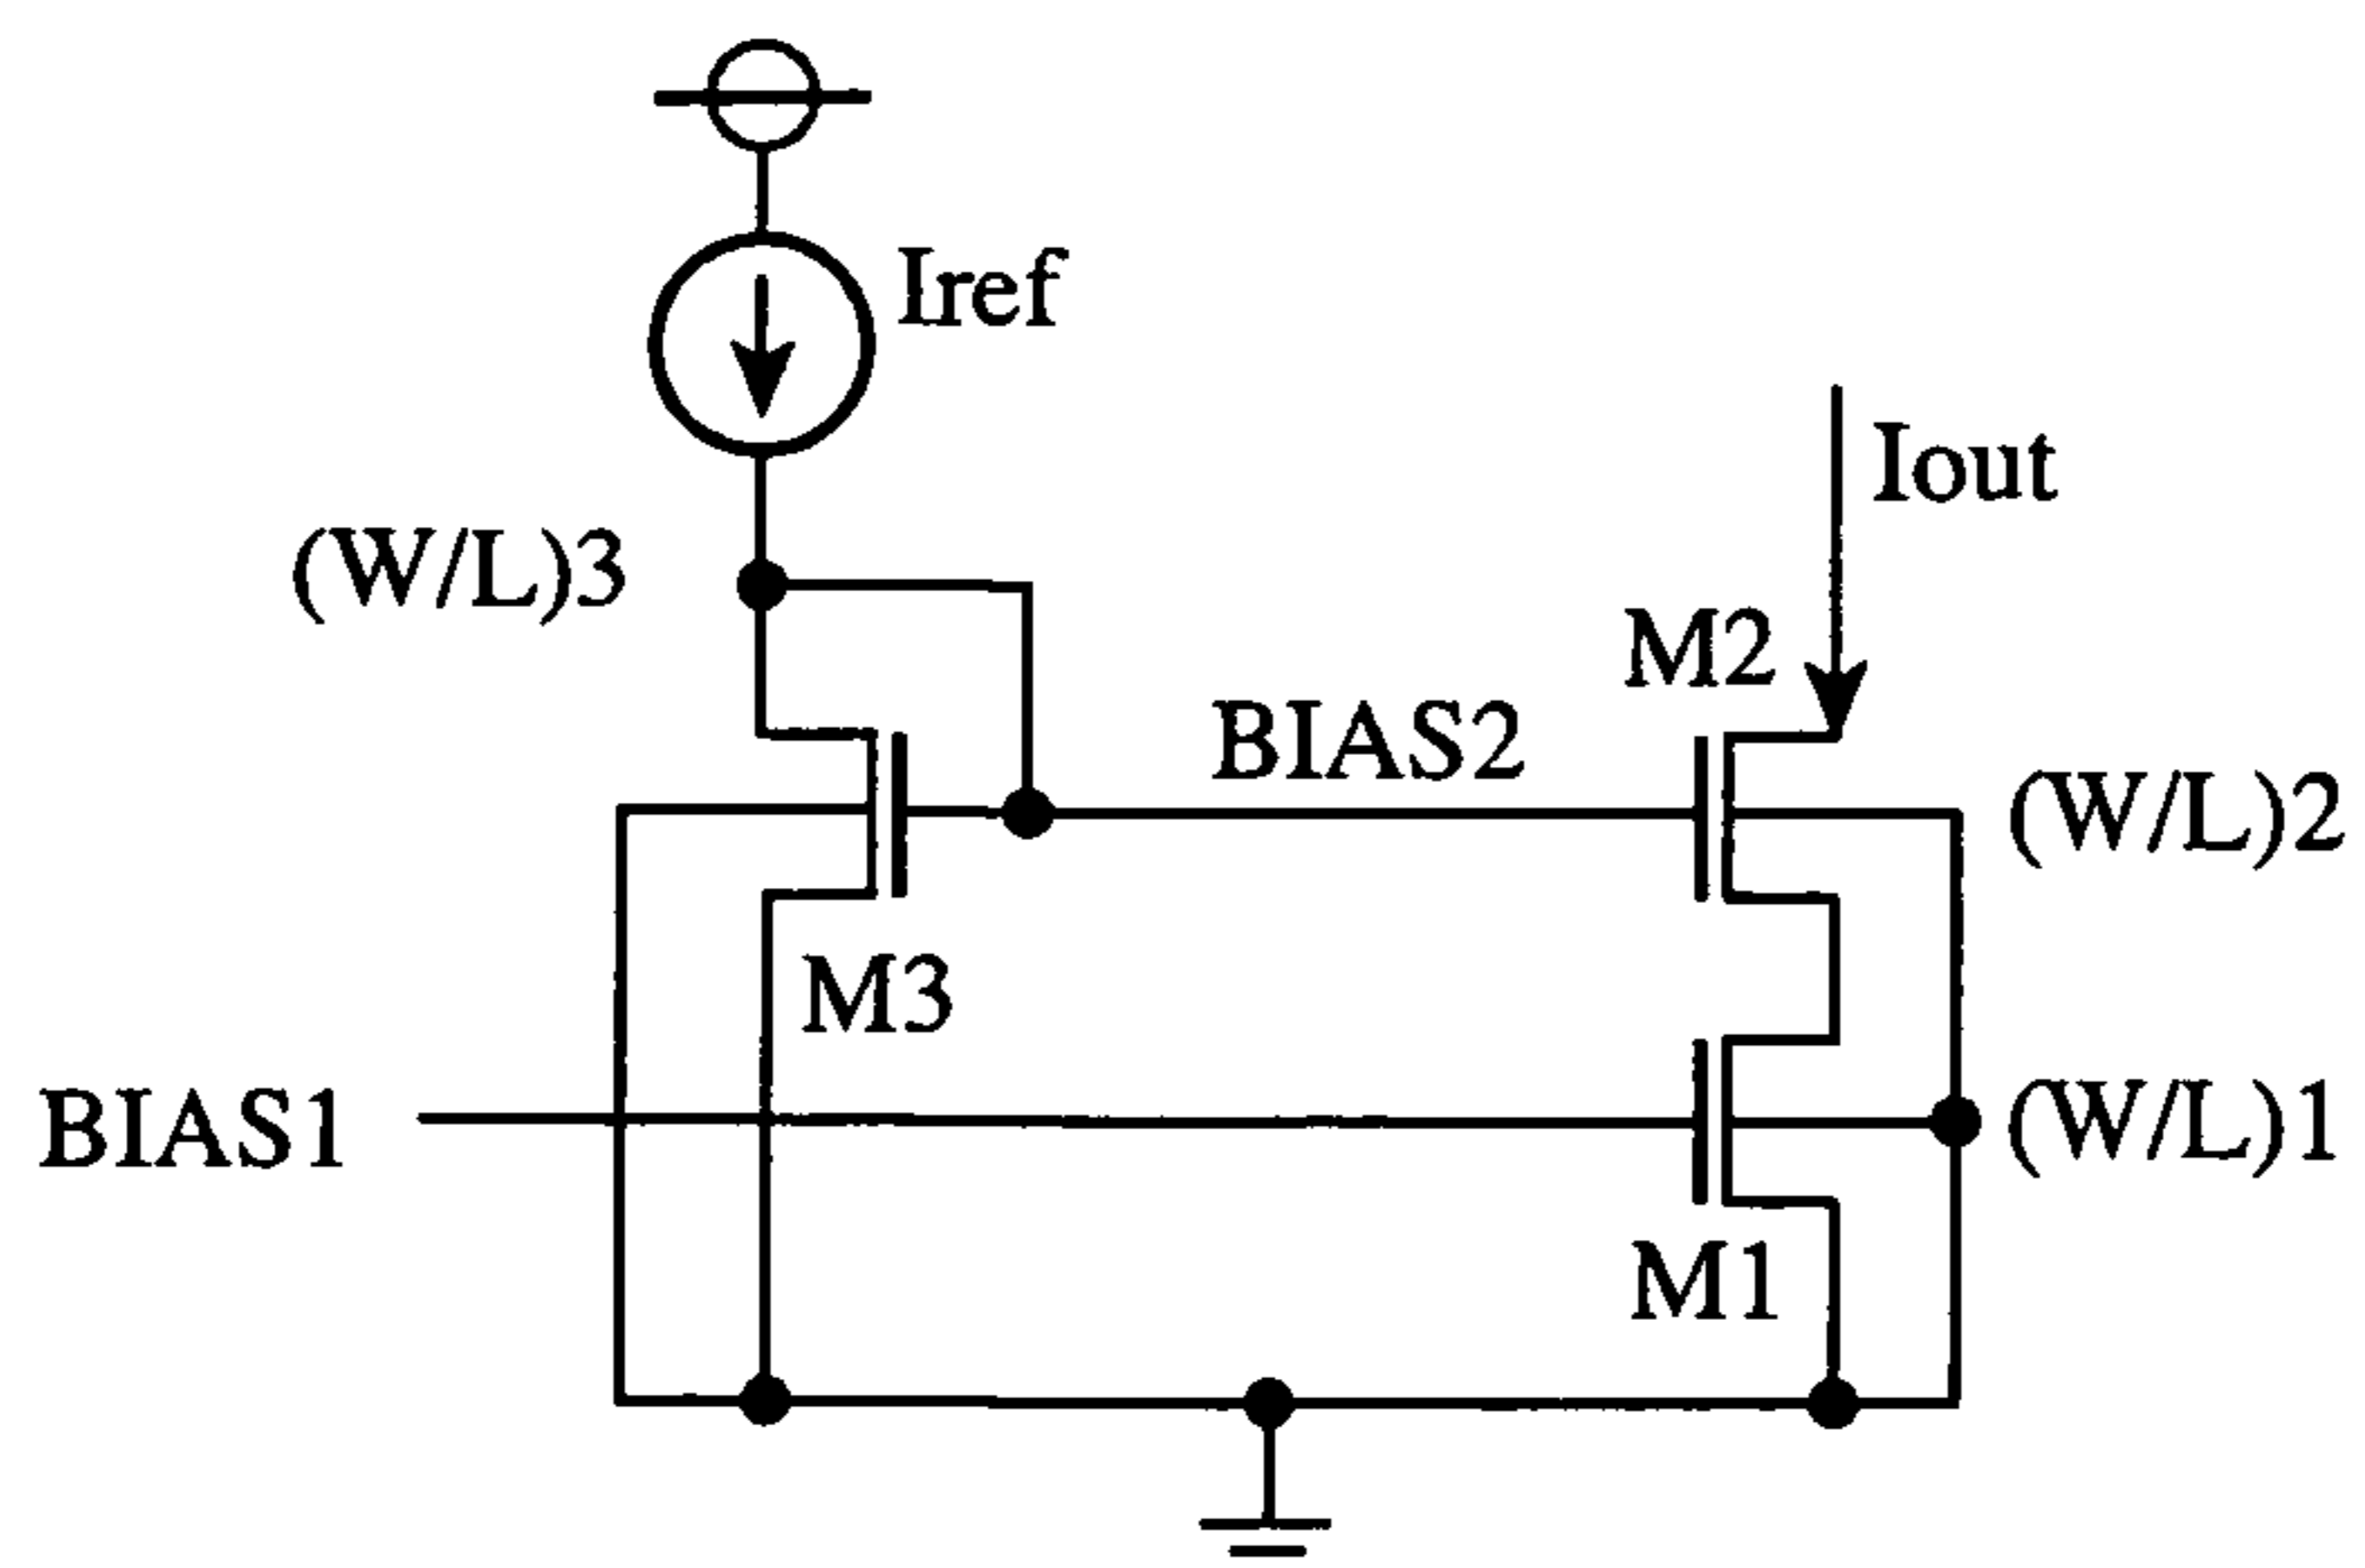 Iref
Iout
(W/L)3
M2
BIAS2
(W/L)2
M3
BIAS1
(W/L)1
M1